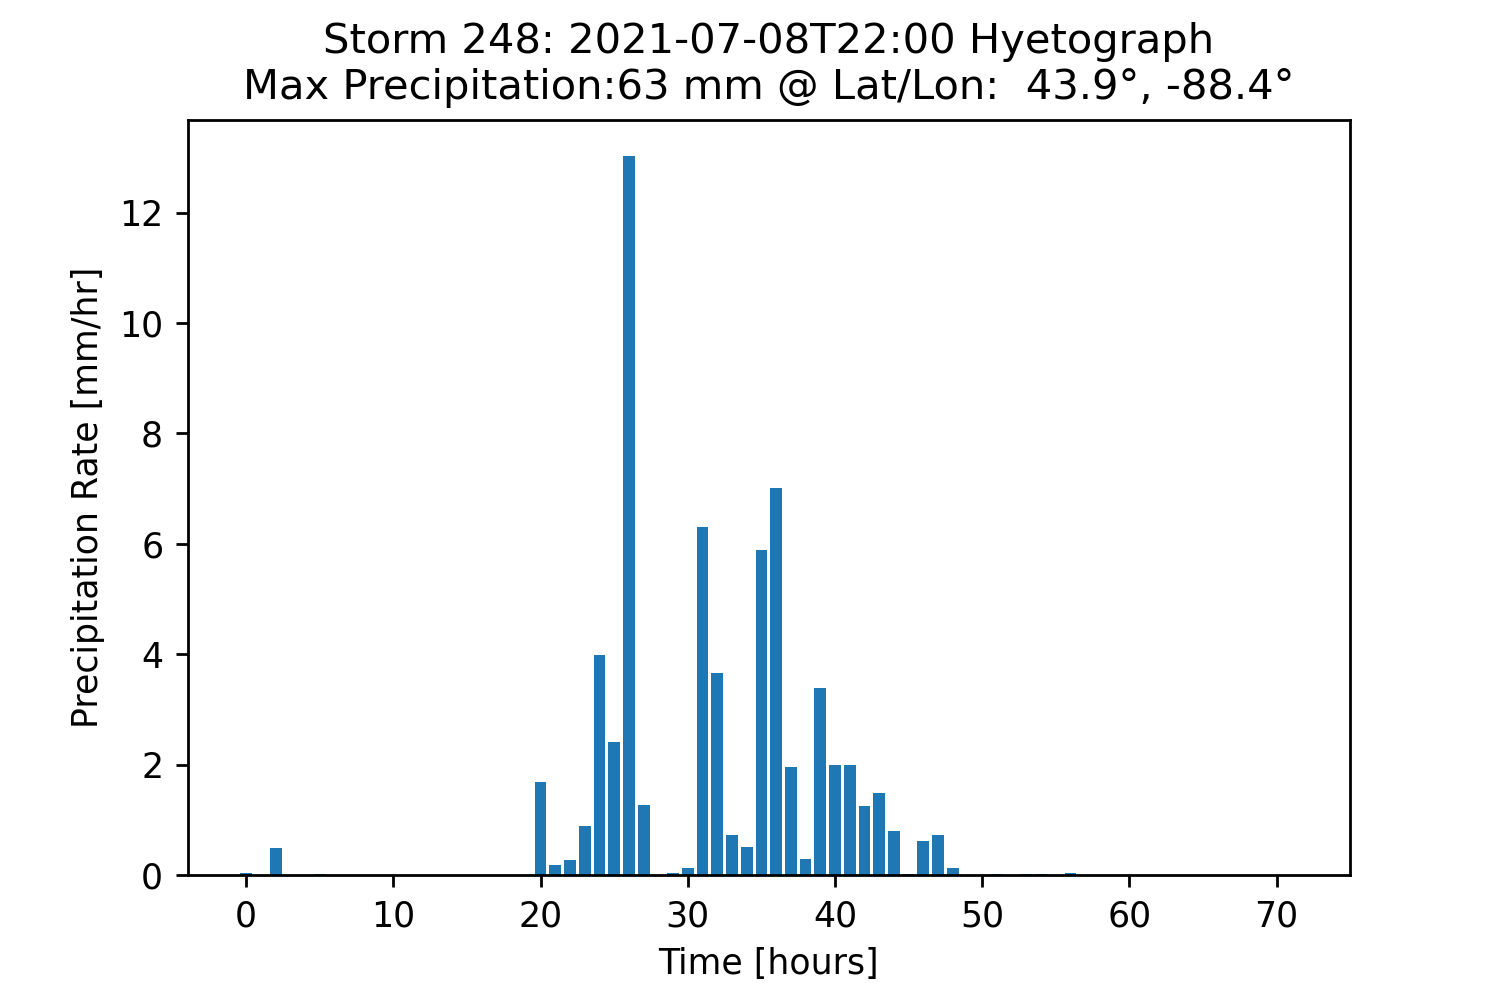 Storm 248: 2021-07-08T22:00 Hyetograph
Max Precipitation:63 mm @ Lat/Lon:  43.9°, -88.4°
Precipitation Rate [mm/hr]
12
10
8
6
4
2
0
0 10 20 30 40 50 60 70
Time [hours]